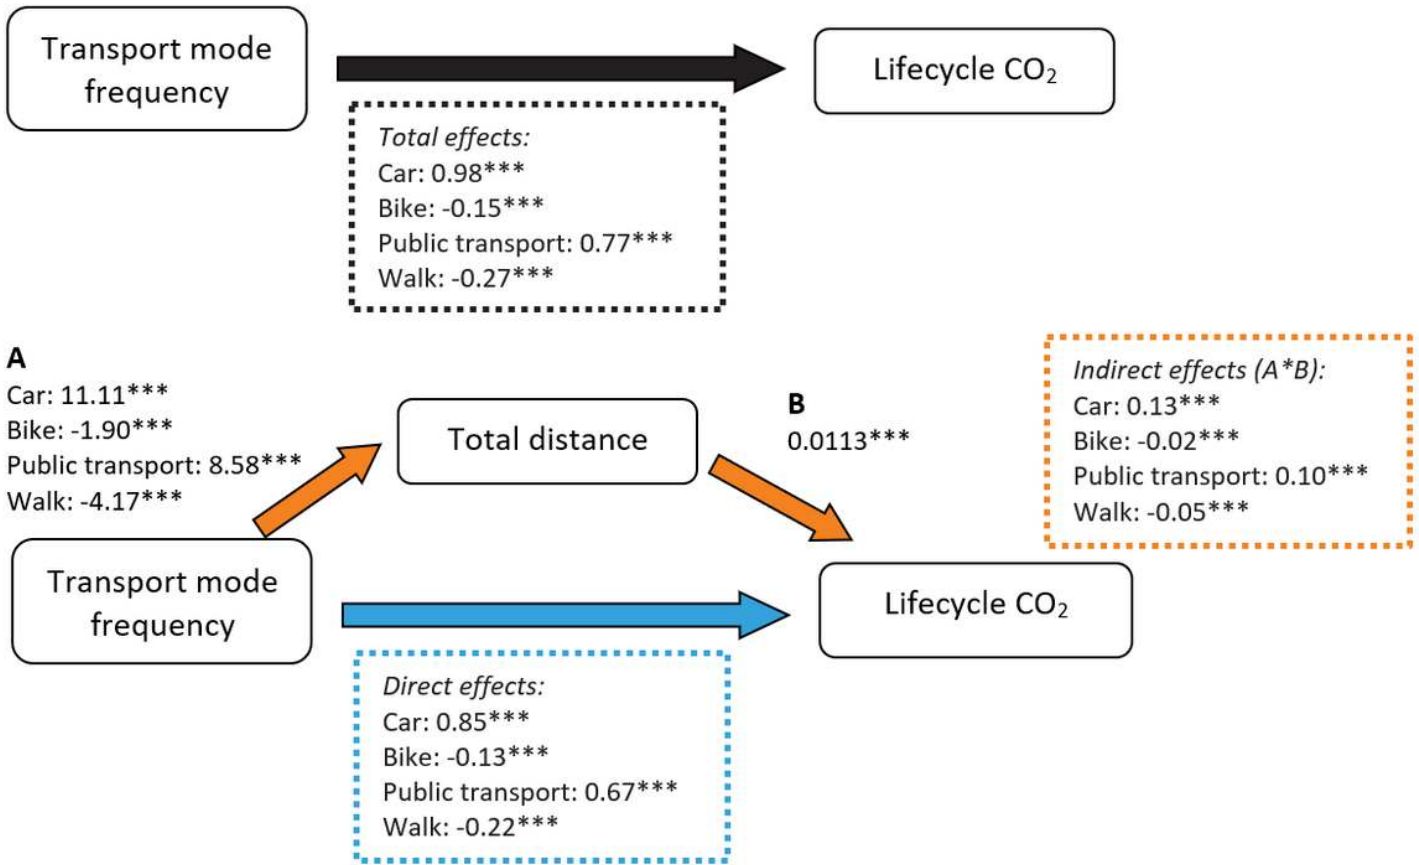 Transport mode
frequency
Lifecycle CO₂
Total effects:
Car: 0.98***
Bike: -0.15***
Public transport: 0.77***
Walk: -0.27***
A
Car: 11.11***
Bike: -1.90***
Public transport: 8.58***
Walk: -4.17***
Total distance
B
0.0113***
Indirect effects (A*B):
Car: 0.13***
Bike: -0.02***
Public transport: 0.10***
Walk: -0.05***
Transport mode
frequency
Lifecycle CO₂
Direct effects:
Car: 0.85***
Bike: -0.13***
Public transport: 0.67***
Walk: -0.22***